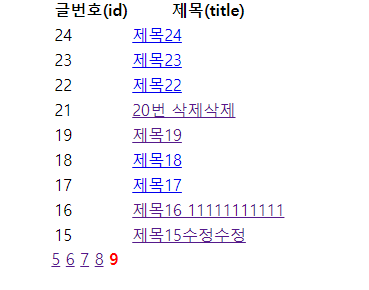 글번호(id) 제목(title)
24 제목24
23 제목23
22 제목22
21 20번 삭제삭제
19 제목19
18 제목18
17 제목17
16 제목16 11111111111
15 제목15수정수정
5 6 7 8 9